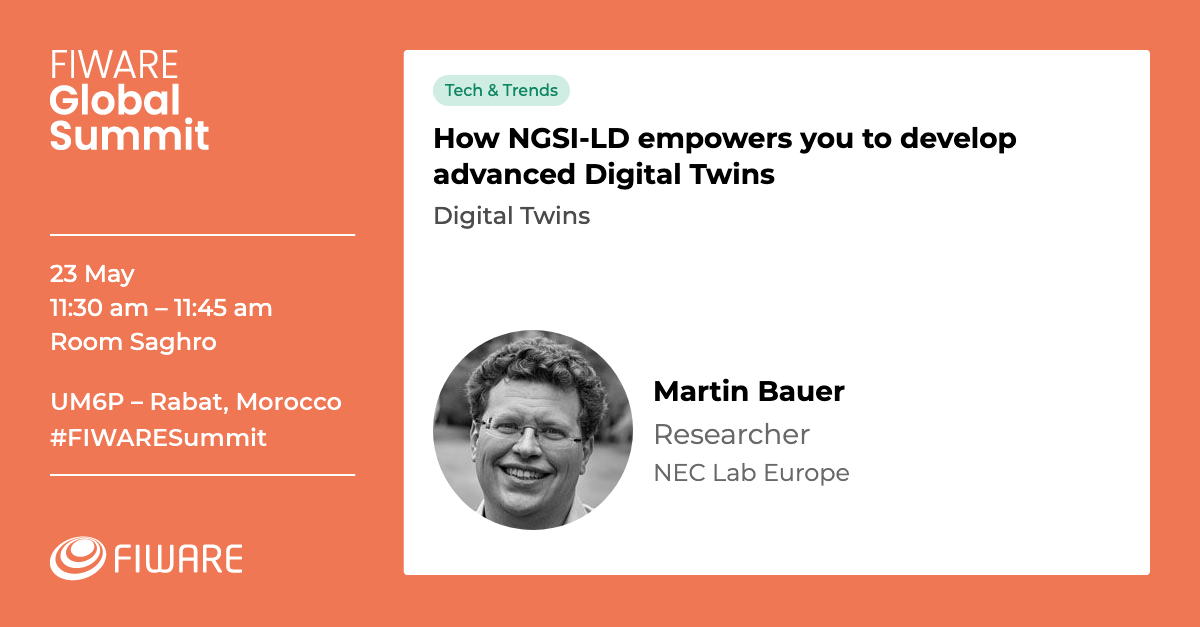 FIWARE
Global
Summit
23 May
11:30 am – 11:45 am
Room Saghro
UM6P – Rabat, Morocco
#FIWARESummit
FIWARE
Tech & Trends
How NGSI-LD empowers you to develop
advanced Digital Twins
Digital Twins
Martin Bauer
Researcher
NEC Lab Europe